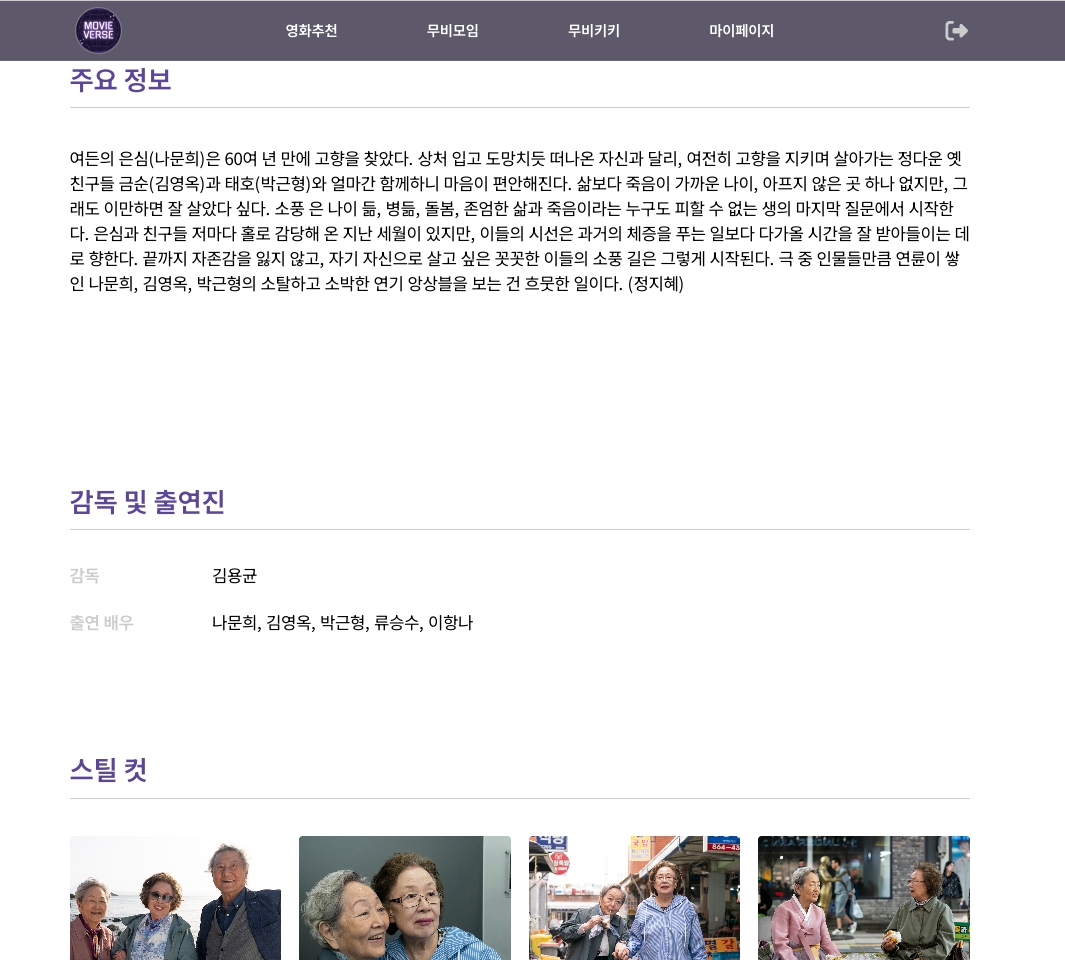 MOVIE
VERSE
영화추천
무비모임
무비키키
마이페이지
주요 정보
여든의 은심(나문희)은 60여 년 만에 고향을 찾았다. 상처 입고 도망치듯 떠나온 자신과 달리, 여전히 고향을 지키며 살아가는 정다운 옛
친구들 금순(김영옥)과 태호(박근형)와 얼마간 함께하니 마음이 편안해진다. 삶보다 죽음이 가까운 나이, 아프지 않은 곳 하나 없지만, 그
래도 이만하면 잘 살았다 싶다. 소풍 은 나이 듦, 병듦, 돌봄, 존엄한 삶과 죽음이라는 누구도 피할 수 없는 생의 마지막 질문에서 시작한
다. 은심과 친구들 저마다 홀로 감당해 온 지난 세월이 있지만, 이들의 시선은 과거의 체증을 푸는 일보다 다가올 시간을 잘 받아들이는 데
로 향한다. 끝까지 자존감을 잃지 않고, 자기 자신으로 살고 싶은 꼿꼿한 이들의 소풍 길은 그렇게 시작된다. 극 중 인물들만큼 연륜이 쌓
인 나문희, 김영옥, 박근형의 소탈하고 소박한 연기 앙상블을 보는 건 흐뭇한 일이다. (정지혜)
감독 및 출연진
감독
김용균
출연 배우
나문희, 김영옥, 박근형, 류승수, 이항나
스틸 컷